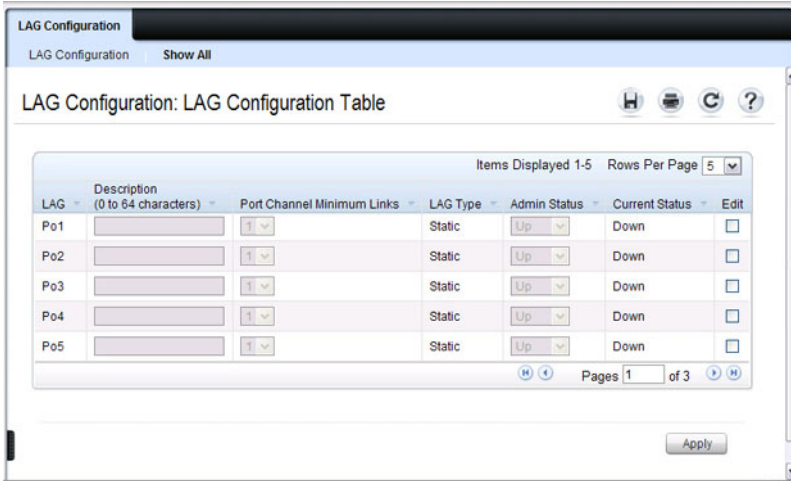 LAG Configuration
LAG Configuration Show All
LAG Configuration: LAG Configuration Table
Items Displayed 1-5 Rows Per Page 5
LAG Description (0 to 64 characters) Port Channel Minimum Links LAG Type Admin Status Current Status Edit
Po1 1 Static Up Down
Po2 1 Static Up Down
Po3 1 Static Up Down
Po4 1 Static Up Down
Po5 1 Static Up Down
Pages 1 of 3
Apply